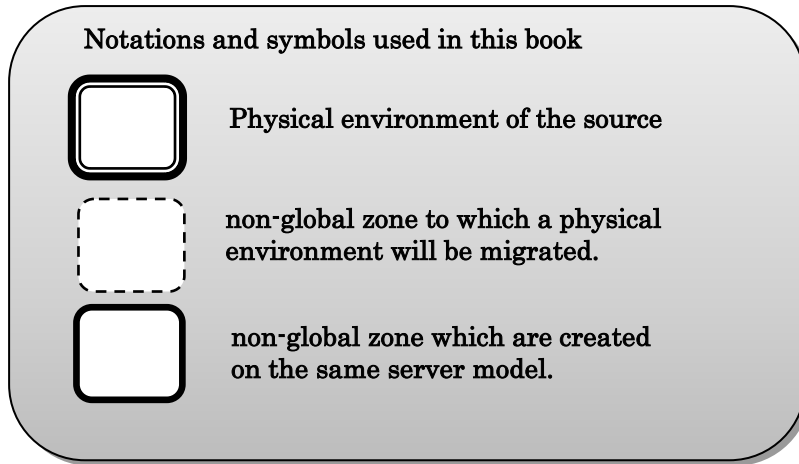 Notations and symbols used in this book
Physical environment of the source
non-global zone to which a physical
environment will be migrated.
non-global zone which are created
on the same server model.